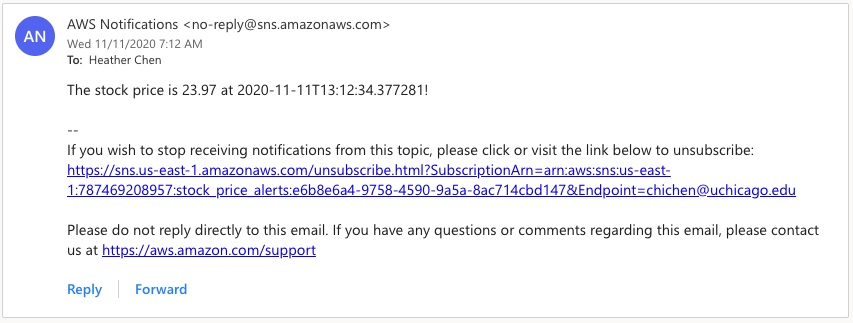 AN
AWS Notifications <no-reply@sns.amazonaws.com>
Wed 11/11/2020 7:12 AM
To: Heather Chen
The stock price is 23.97 at 2020-11-11T13:12:34.377281!
--
If you wish to stop receiving notifications from this topic, please click or visit the link below to unsubscribe:
https://sns.us-east-1.amazonaws.com/unsubscribe.html?SubscriptionArn=arn:aws:sns:us-east-
1:787469208957:stock_price_alerts:e6b8e6a4-9758-4590-9a5a-8ac714cbd147&Endpoint=chichen@uchicago.edu
Please do not reply directly to this email. If you have any questions or comments regarding this email, please contact
us at https://aws.amazon.com/support
Reply Forward